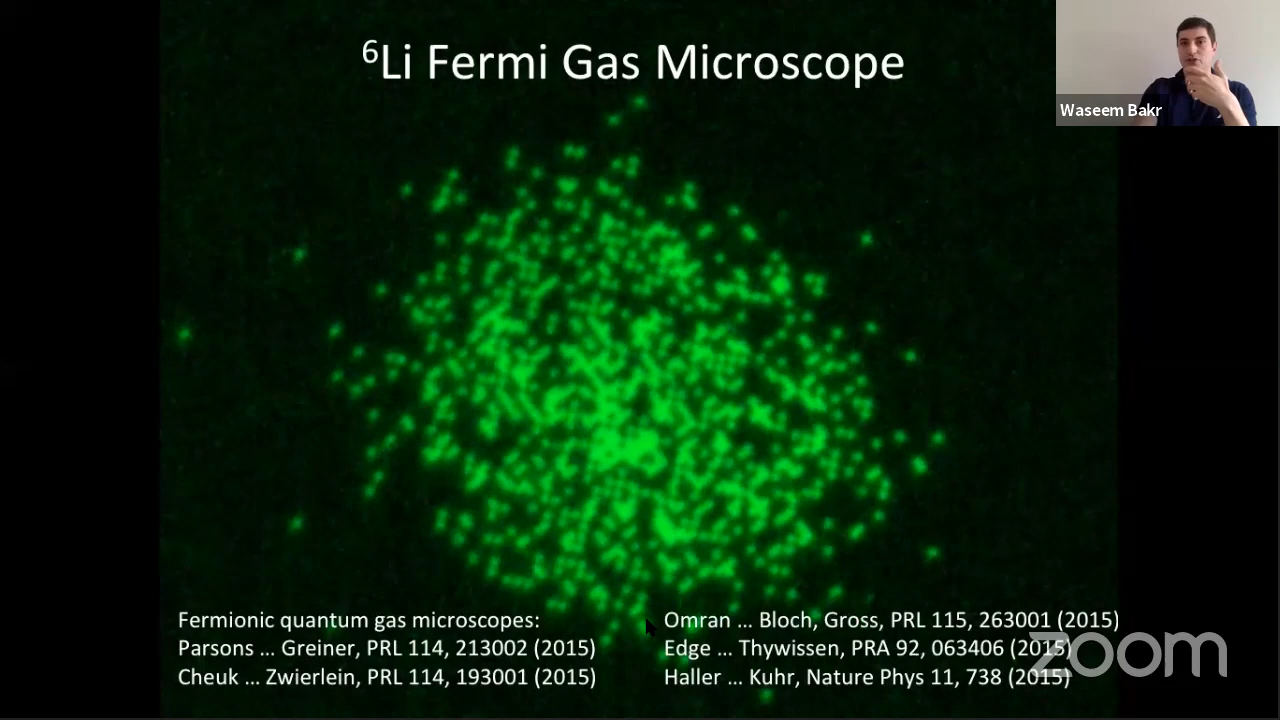 ⁶Li Fermi Gas Microscope
Waseem Bakr
Fermionic quantum gas microscopes:
Parsons ... Greiner, PRL 114, 213002 (2015)
Cheuk ... Zwierlein, PRL 114, 193001 (2015)
Omran ... Bloch, Gross, PRL 115, 263001 (2015)
Edge ... Thywissen, PRA 92, 063406 (2015)
Haller ... Kuhr, Nature Phys 11, 738 (2015)
zoom